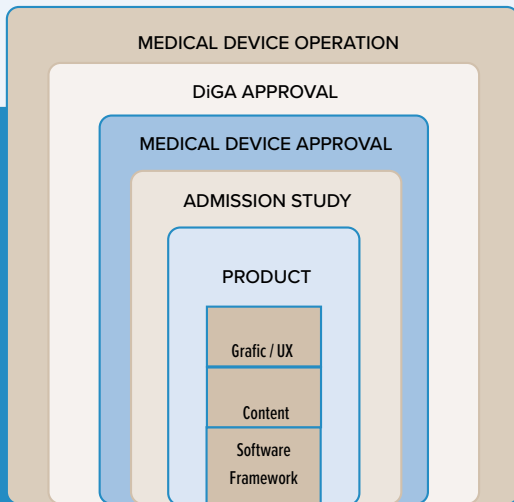 MEDICAL DEVICE OPERATION
DiGA APPROVAL
MEDICAL DEVICE APPROVAL
ADMISSION STUDY
PRODUCT
Grafic / UX
Content
Software
Framework